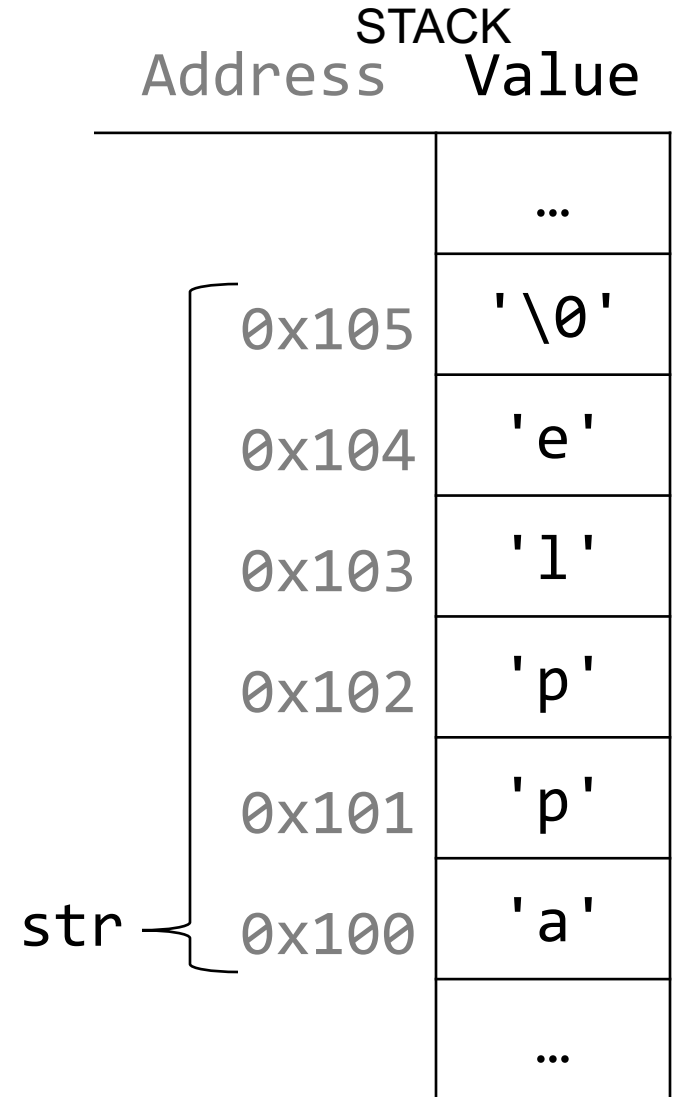 STACK
Address Value
…
0x105 '\0'
0x104 'e'
0x103 'l'
0x102 'p'
0x101 'p'
str 0x100 'a'
…